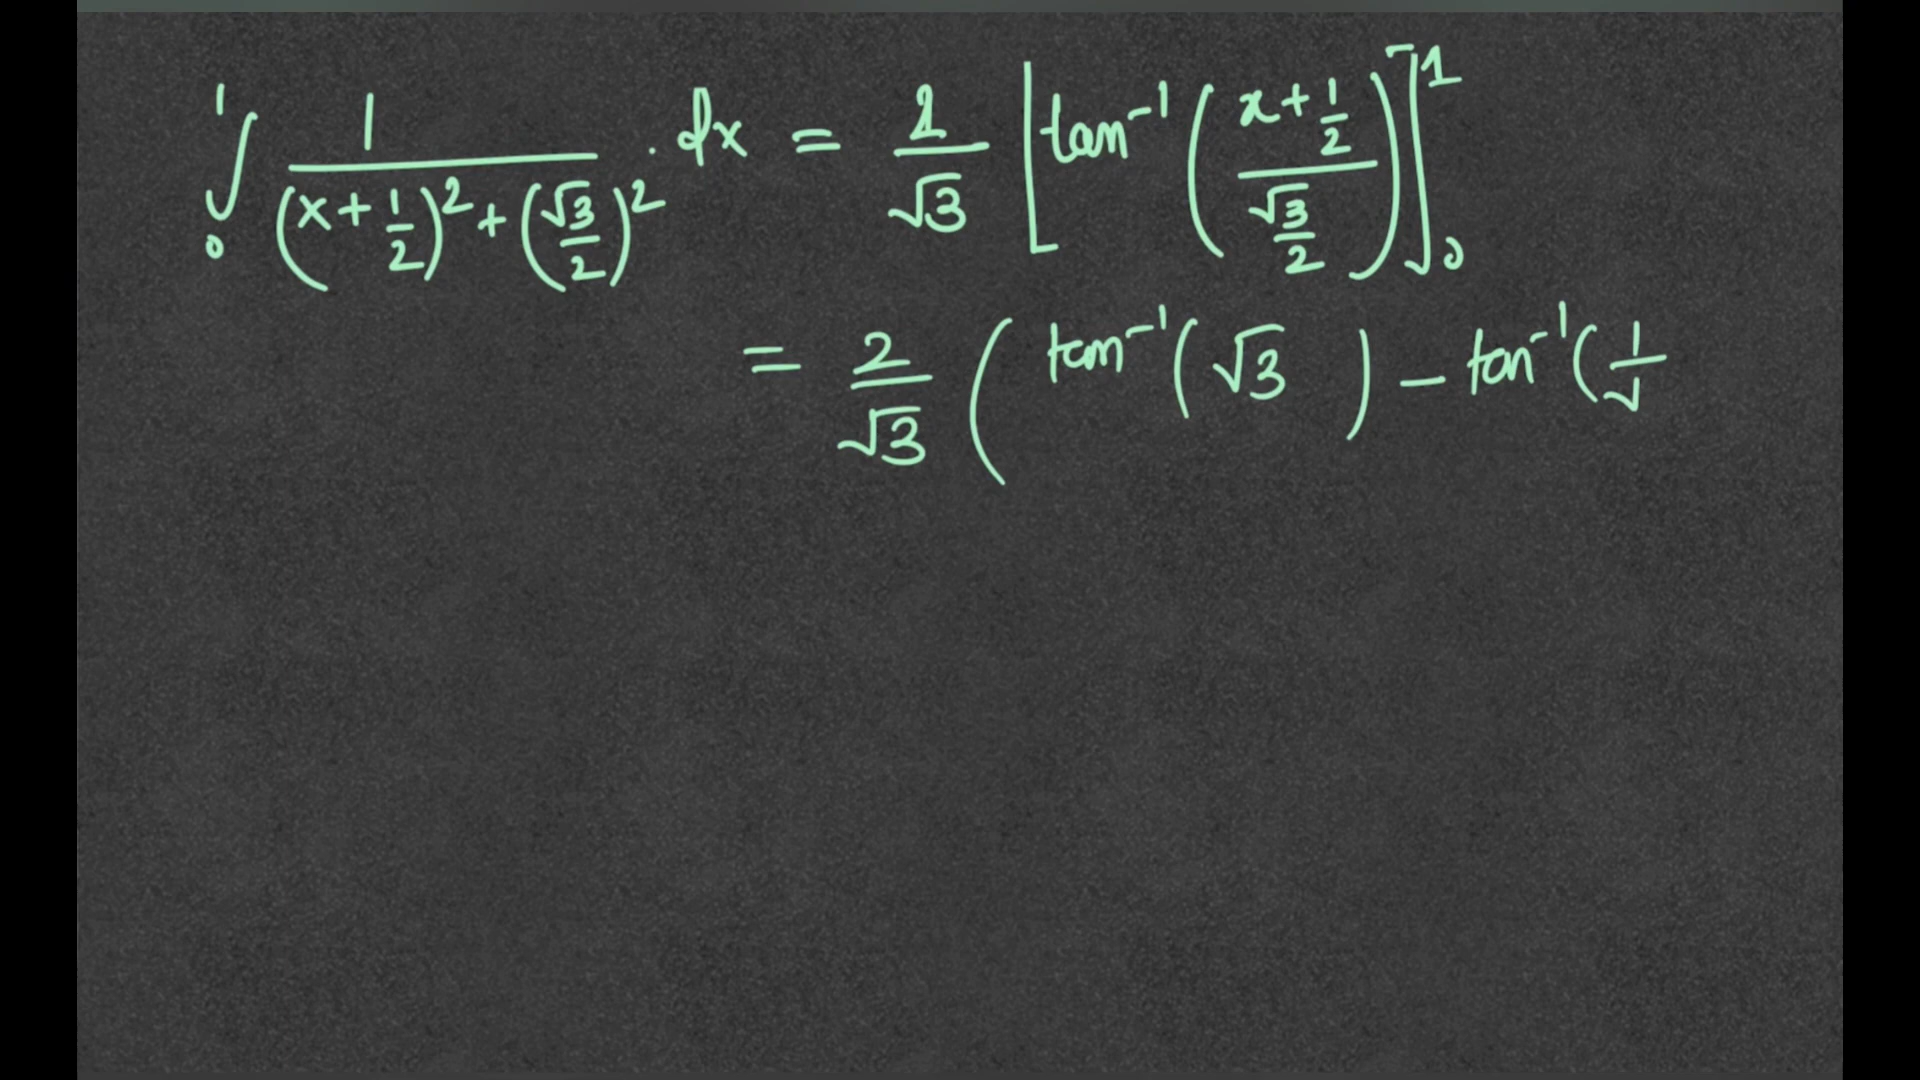 ∫₀¹ 1/((x+1/2)²+(√3/2)²) · dx = 2/√3 [tan⁻¹((x+1/2)/(√3/2))]₀¹
= 2/√3 (tan⁻¹(√3) − tan⁻¹(1/√